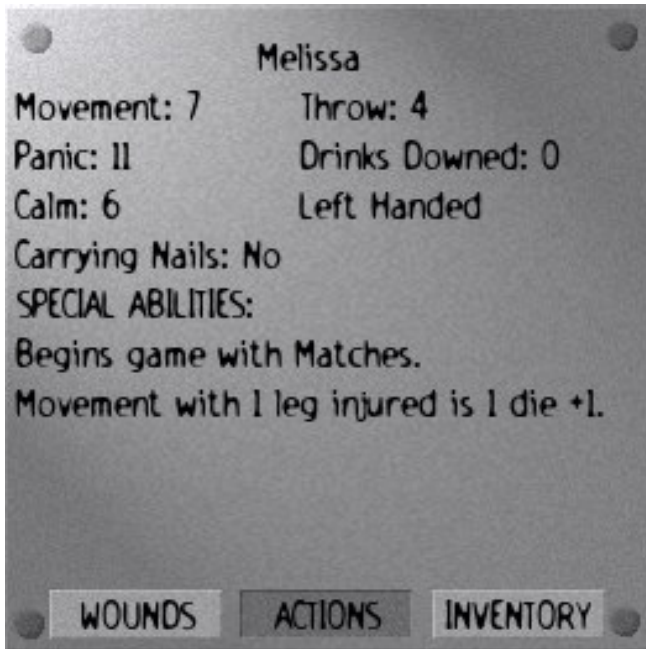 Melissa
Movement: 7 Throw: 4
Panic: 11 Drinks Downed: 0
Calm: 6 Left Handed
Carrying Nails: No
SPECIAL ABILITIES:
Begins game with Matches.
Movement with 1 leg injured is 1 die +1.
WOUNDS ACTIONS INVENTORY